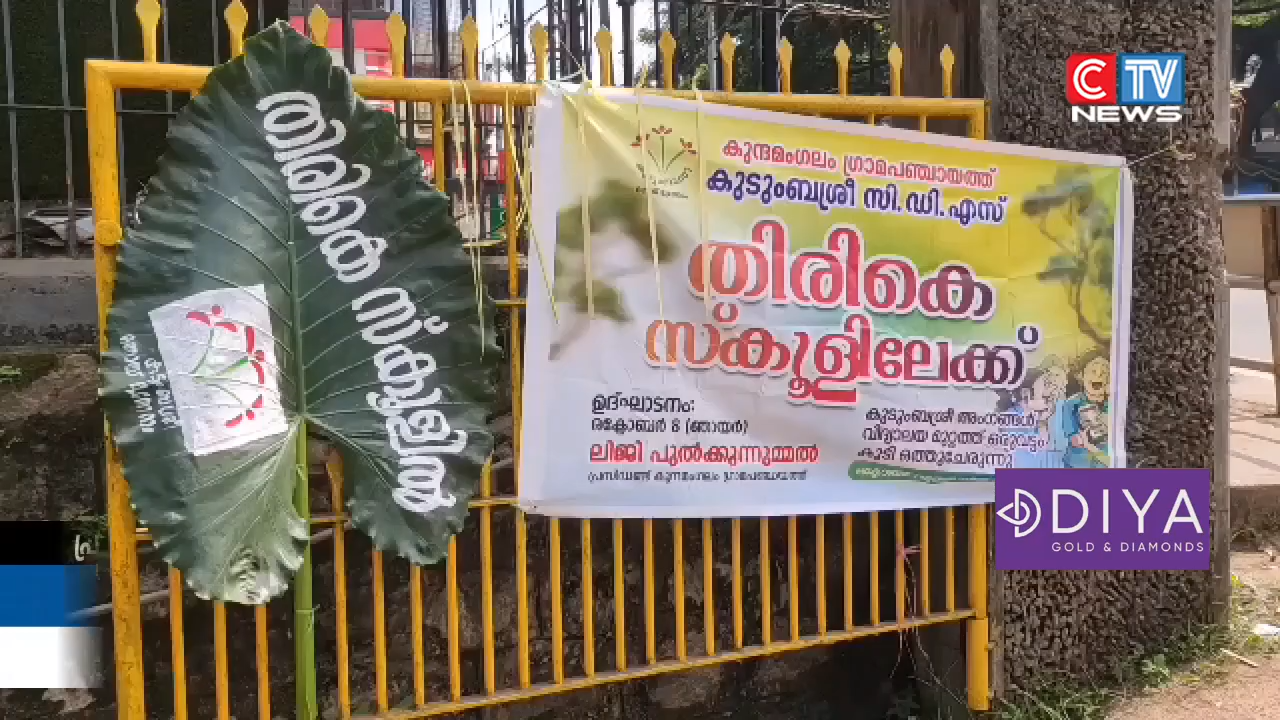 തിരികെ സ്കൂളിൽ
CTV
NEWS
കുന്ദമംഗലം ഗ്രാമപഞ്ചായത്ത്
കുടുംബശ്രീ സി.ഡി.എസ്
തിരികെ
സ്കൂളിലേക്ക്
ഉദ്ഘാടനം:
ഒക്ടോബർ 8 (ഞായർ)
ലിജി പുൽക്കുന്നുമ്മൽ
പ്രസിഡണ്ട് കുന്ദമംഗലം ഗ്രാമപഞ്ചായത്ത്
കുടുംബശ്രീ അംഗങ്ങൾ
വിദ്യാലയ മുറ്റത്ത് ഒരുവട്ടം
കൂടി ഒത്തുചേരുന്നു
DIYA
GOLD & DIAMONDS